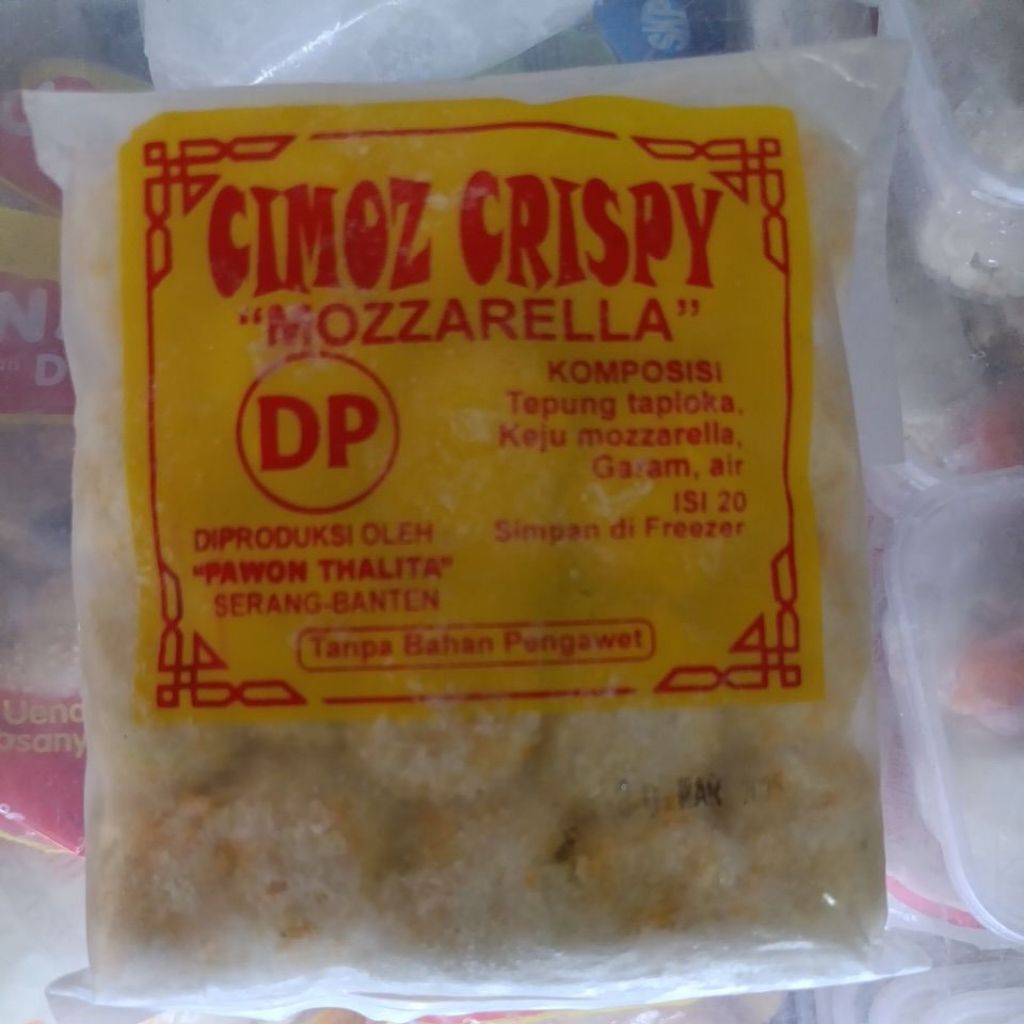 CIMOZ CRISPY
"MOZZARELLA"
DP
KOMPOSISI
Tepung tapioka,
Keju mozzarella,
Garam, air
ISI 20
Simpan di Freezer
DIPRODUKSI OLEH
"PAWON THALITA"
SERANG-BANTEN
Tanpa Bahan Pengawet